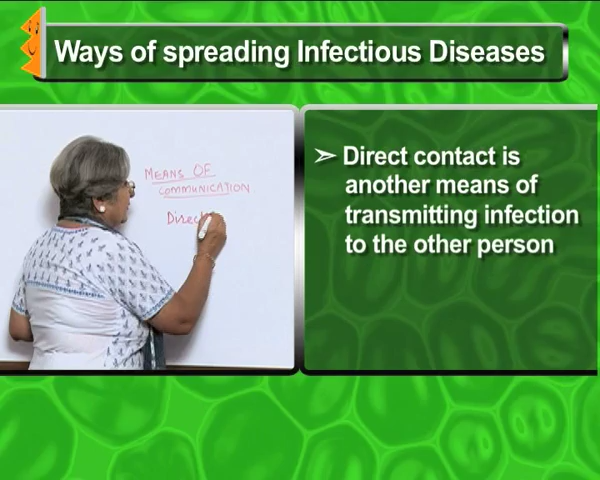 Ways of spreading Infectious Diseases
MEANS OF
COMMUNICATION
Direc
➢ Direct contact is
another means of
transmitting infection
to the other person